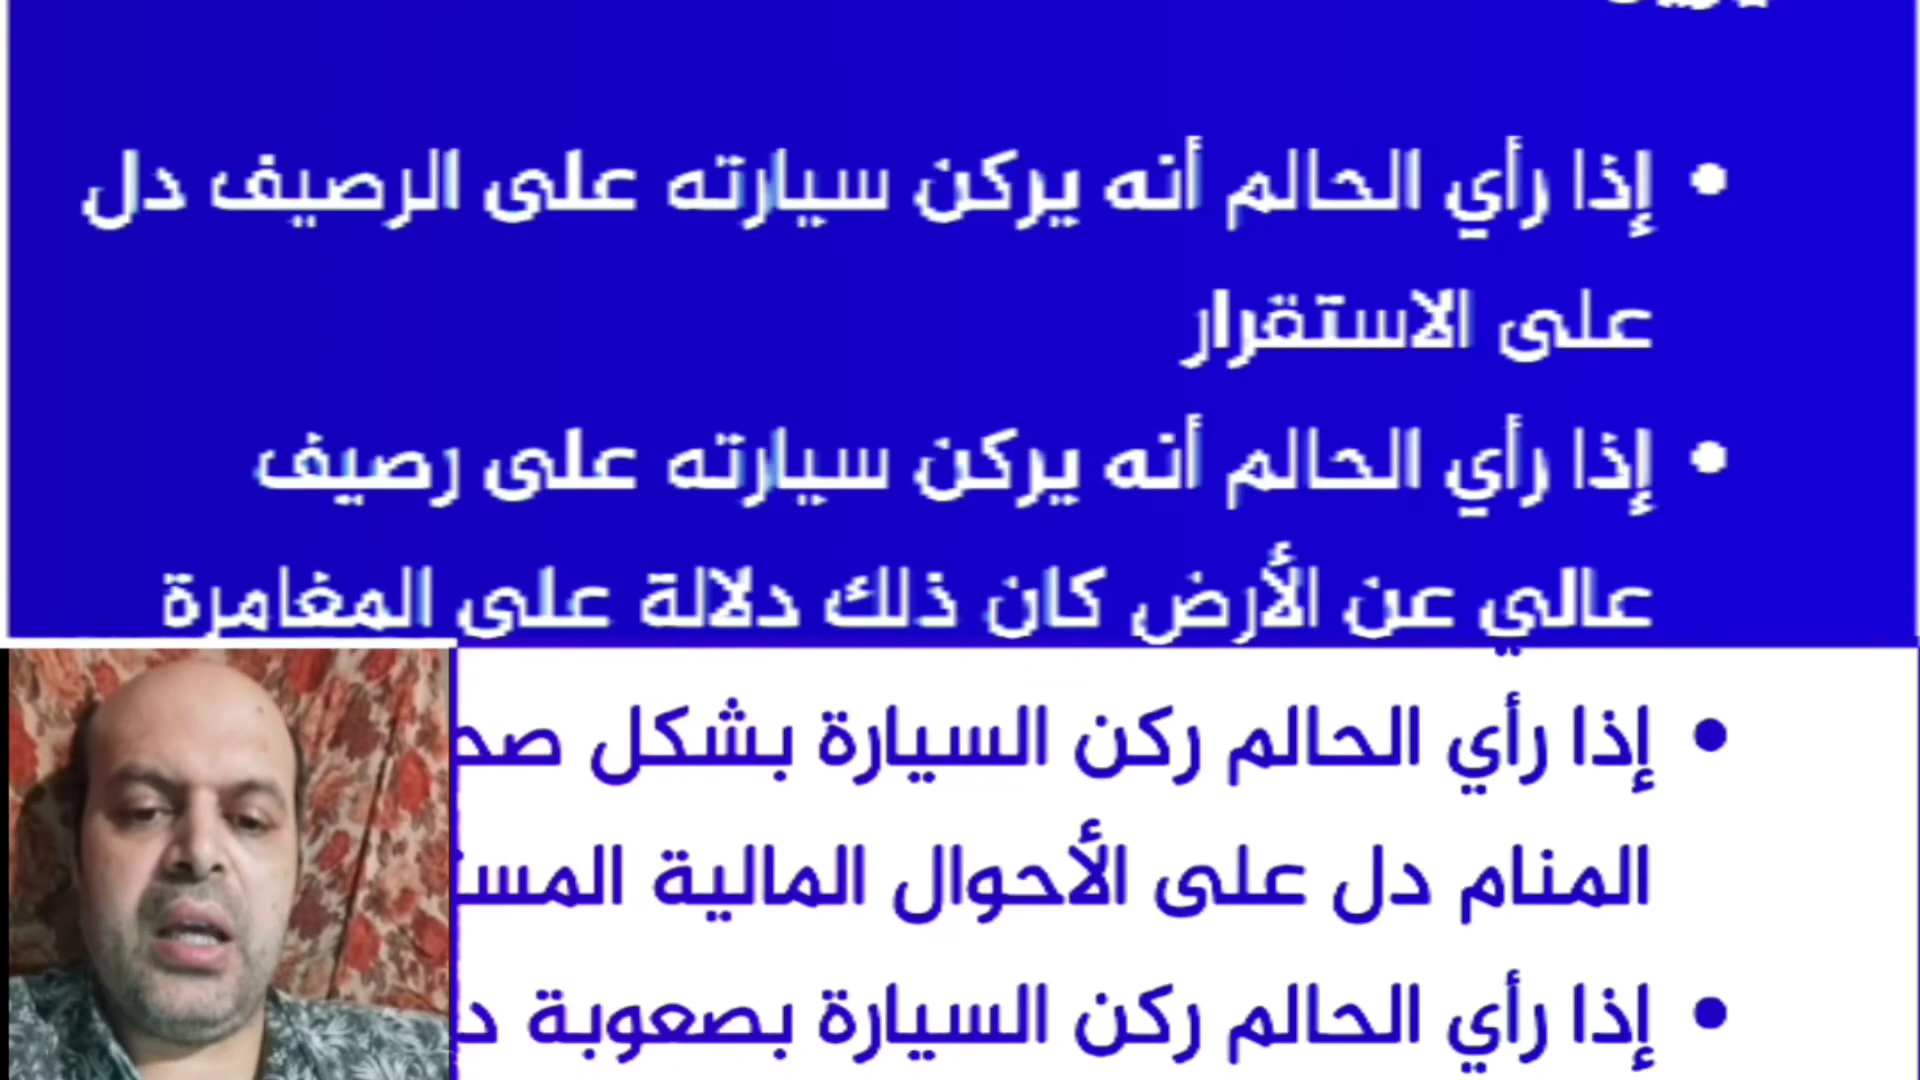 • إذا رأي الحالم أنه يركن سيارته على الرصيف دل
على الاستقرار
• إذا رأي الحالم أنه يركن سيارته على رصيف
عالي عن الأرض كان ذلك دلالة على المغامرة
• إذا رأي الحالم ركن السيارة بشكل
المنام دل على الأحوال المالية
• إذا رأي الحالم ركن السيارة بصعوبة